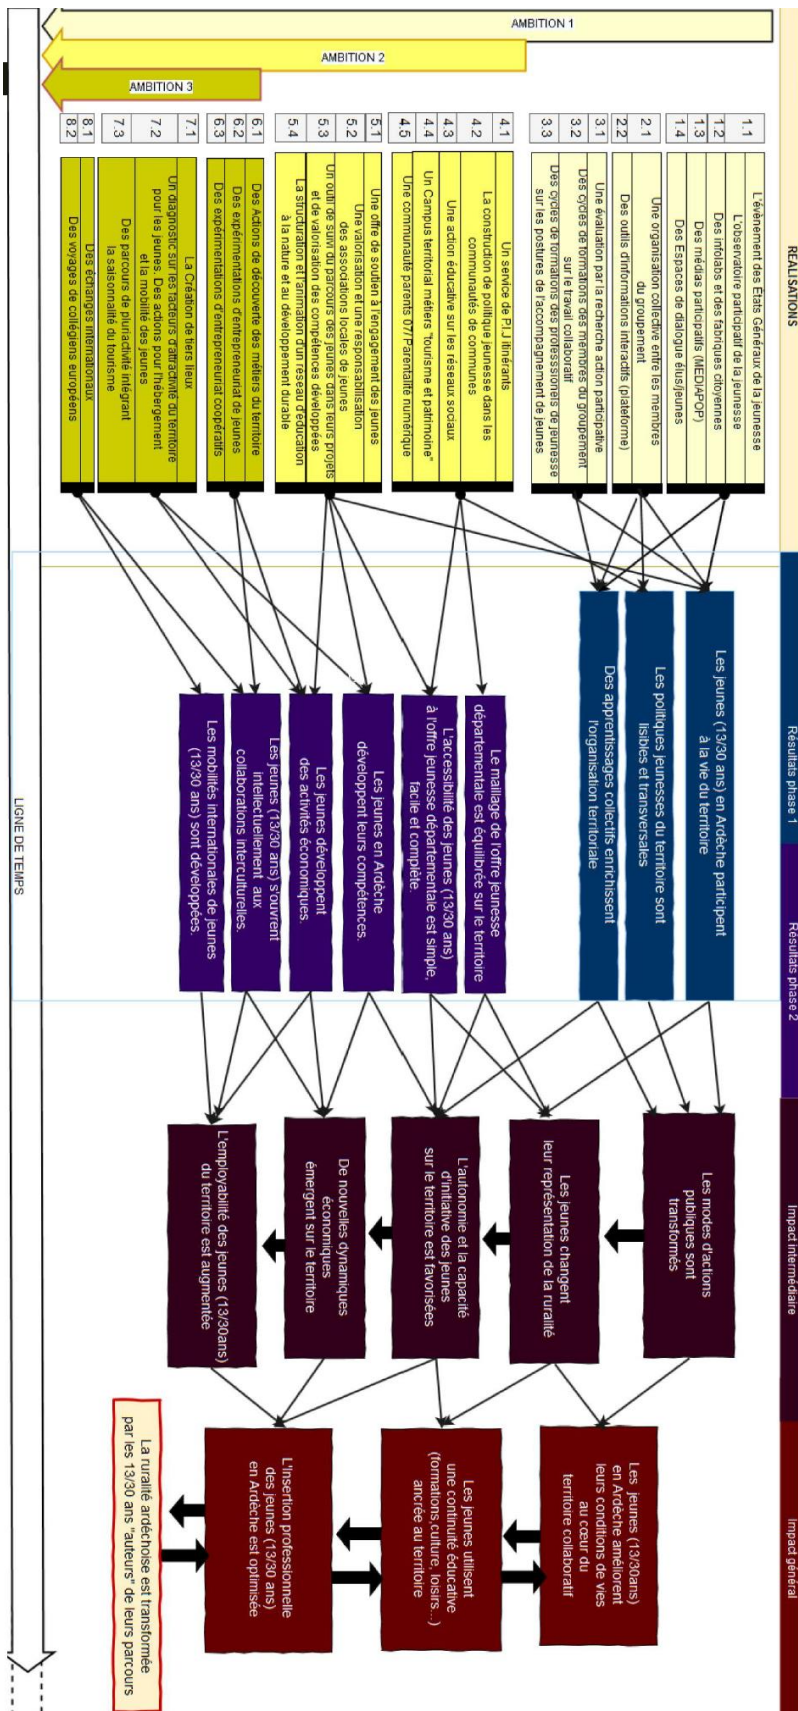 AMBITION 1
AMBITION 2
AMBITION 3
REALISATIONS
1.1
L'évènement des États Généraux de la jeunesse
L'observatoire participatif de la jeunesse
1.2
Des infolabs et des fabriques citoyennes
1.3
Des médias participatifs (MEDIAPOP)
1.4
Des Espaces de dialogue élus/jeunes
2.1
Une organisation collective entre les membres
du groupement
2.2
Des outils d'informations interactifs (plateforme)
3.1
Une évaluation par la recherche action participative
3.2
Des cycles de formations des membres du groupement
sur le travail collaboratif
3.3
Des cycles de formations des professsionels de jeunesse
sur les postures de l'accompagnement de jeunes
4.1
Un service de PIJ itinérants
4.2
La construction de politique jeunesse dans les
communautés de communes
4.3
Une action éducative sur les réseaux sociaux
4.4
Un Campus territorial métiers "tourisme et patrimoine"
4.5
Une communauté parents 07/ Parentalité numérique
5.1
Une offre de soutien à l'engagement des jeunes
5.2
Une valorisation et une responsabilisation
des associations locales de jeunes
5.3
Un outil de suivi du parcours des jeunes dans leurs projets
et de valorisation des compétences développées
5.4
La structuration et l'animation d'un réseau d'éducation
à la nature et au développement durable
6.1
Des Actions de découverte des métiers du territoire
6.2
Des expérimentations d'entrepreneuriat de jeunes
6.3
Des expérimentations d'entrepreneuriat coopératifs
7.1
La Création de tiers lieux
7.2
Un diagnostic sur les facteurs d'attractivité du territoire
pour les jeunes. Des actions pour l'hébergement
et la mobilité des jeunes
7.3
Des parcours de pluriactivité intégrant
la saisonnalité du tourisme
8.1
Des échanges internationaux
8.2
Des voyages de collégiens européens
Résultats phase 1
Les jeunes (13/30 ans) en Ardèche participent
à la vie du territoire
Les politiques jeunesses du territoire sont
lisibles et transversales
Des apprentissages collectifs enrichissent
l'organisation territoriale
Résultats phase 2
Le maillage de l'offre jeunesse
départementale est équilibrée sur le territoire
L'accessibilité des jeunes (13/30 ans)
à l'offre jeunesse départementale est simple,
facile et complète.
Les jeunes en Ardèche
développent leurs compétences.
Les jeunes développent
des activités économiques.
Les jeunes (13/30 ans) s'ouvrent
intellectuellement aux
collaborations interculturelles.
Les mobilités internationales de jeunes
(13/30 ans) sont développées.
Impact intermédiaire
Les modes d'actions
publiques sont
transformés
Les jeunes changent
leur représentation de la ruralité
L'autonomie et la capacité
d'initiative des jeunes
sur le territoire est favorisées
De nouvelles dynamiques
économiques
émergent sur le territoire
L'employabilité des jeunes (13/30ans)
du territoire est augmentée
Impact général
Les jeunes (13/30ans)
en Ardèche améliorent
leurs conditions de vies
au cœur du
territoire collaboratif
Les jeunes utilisent
une continuité éducative
(formations,culture, loisirs...)
ancrée au territoire
L'Insertion professionnelle
des jeunes (13/30 ans)
en Ardèche est optimisée
La ruralité ardéchoise est transformée
par les 13/30 ans "auteurs" de leurs parcours
LIGNE DE TEMPS